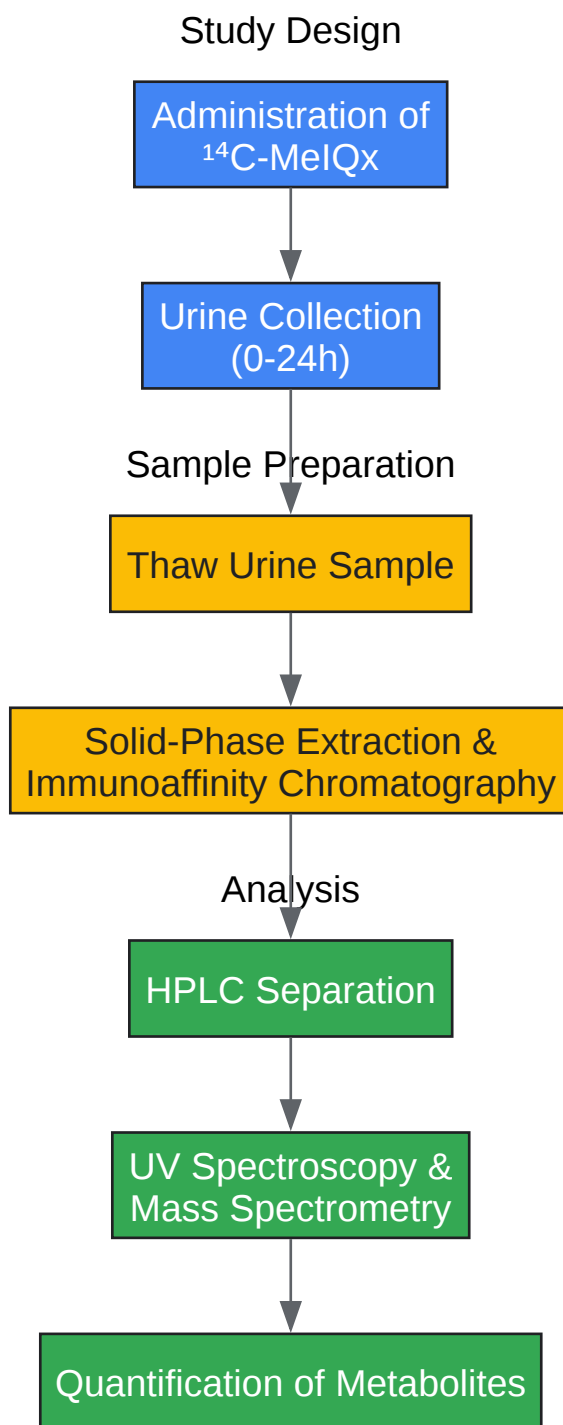 Study Design
Administration of
¹⁴C-MeIQx
Urine Collection
(0-24h)
Sample Preparation
Thaw Urine Sample
Solid-Phase Extraction &
Immunoaffinity Chromatography
Analysis
HPLC Separation
UV Spectroscopy &
Mass Spectrometry
Quantification of Metabolites